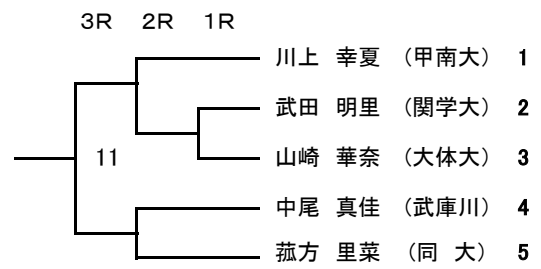 3R 2R 1R
川上 幸夏 (甲南大) 1
武田 明里 (関学大) 2
11 山崎 華奈 (大体大) 3
中尾 真佳 (武庫川) 4
菰方 里菜 (同 大) 5